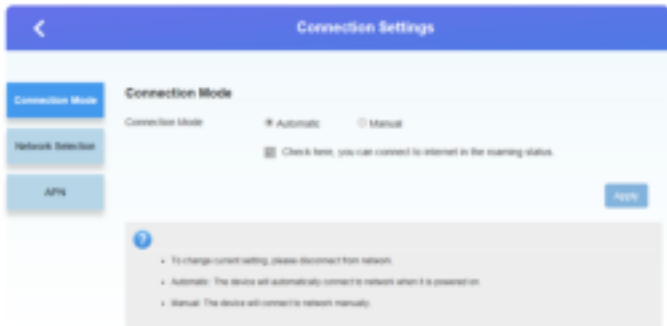 Connection Settings
Connection Mode
Connection Mode
Connection Mode
Automatic
Manual
Check here, you can connect to internet in the roaming status.
Network Selection
APN
Apply
?
To change current setting, please disconnect from network.
Automatic: The device will automatically connect to network when it is powered on.
Manual: The device will connect to network manually.